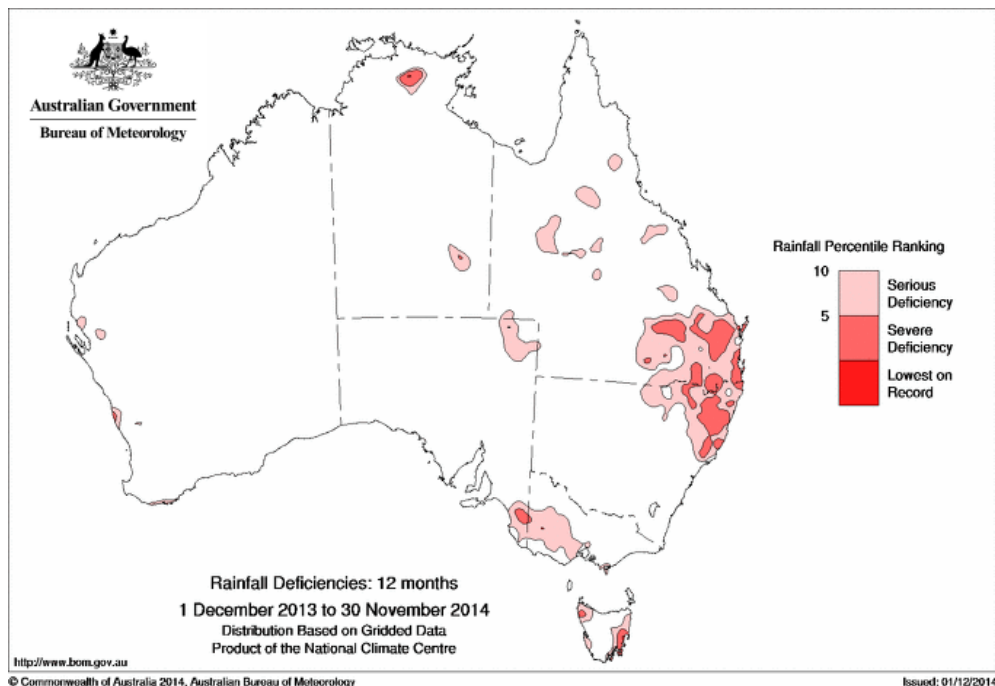 Australian Government
Bureau of Meteorology
Rainfall Percentile Ranking
10
Serious
Deficiency
5
Severe
Deficiency
Lowest on
Record
Rainfall Deficiencies: 12 months
1 December 2013 to 30 November 2014
Distribution Based on Gridded Data
Product of the National Climate Centre
http://www.bom.gov.au
© Commonwealth of Australia 2014, Australian Bureau of Meteorology
Issued: 01/12/2014